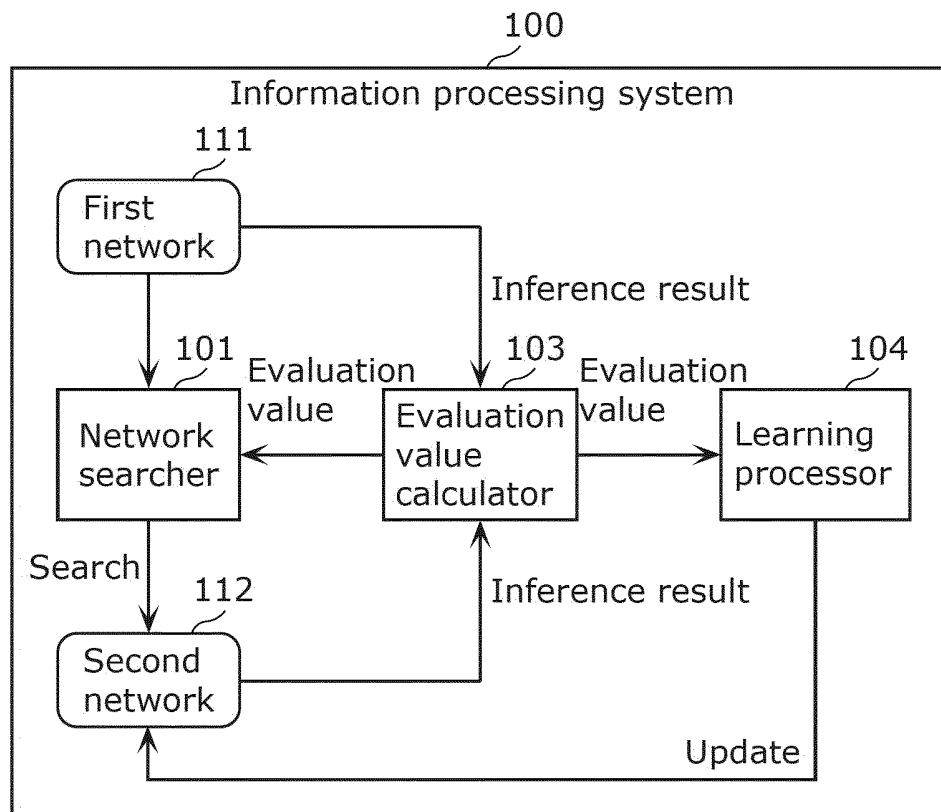 100
Information processing system
111
First
network
Inference result
101
Evaluation
value
103
Evaluation
value
104
Network
searcher
Evaluation
value
calculator
Learning
processor
Search
112
Inference result
Second
network
Update